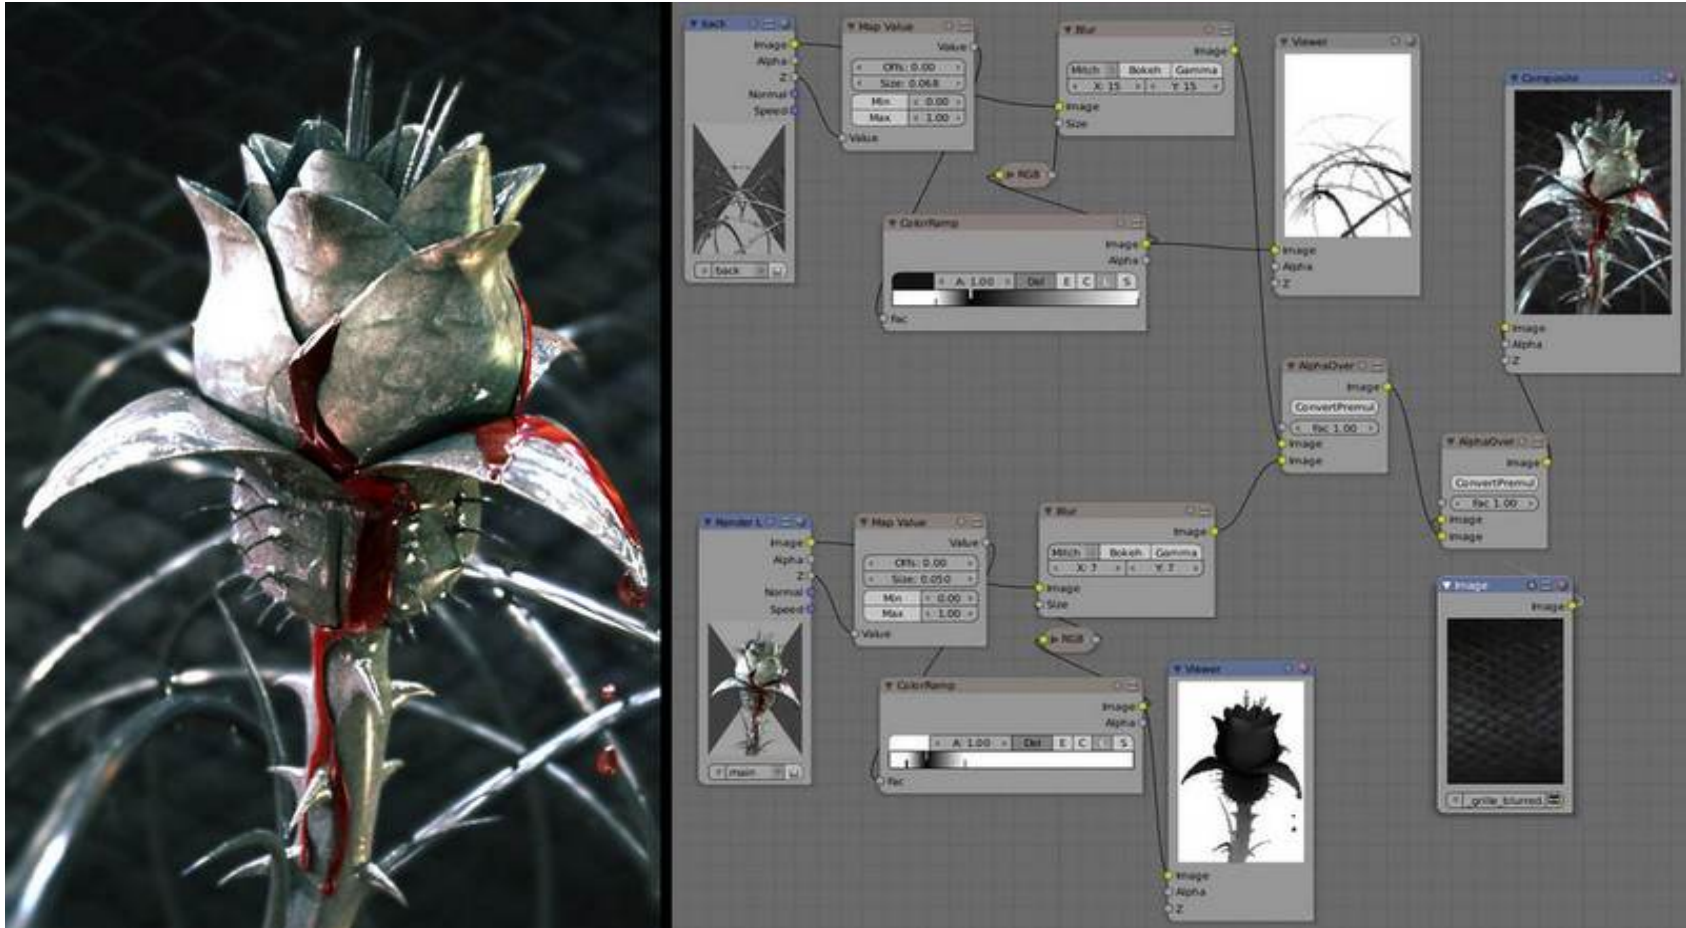 back
Image
Alpha
Z
Normal
Speed
back
Map Value
Value
Offs: 0.00
Size: 0.068
Min 0.00
Max 1.00
Value
Blur
Image
Mitch Bokeh Gamma
X: 15 Y: 15
Image
Size
RGB
ColorRamp
Image
Alpha
A: 1.00 Del E C L S
Fac
Viewer
Image
Alpha
Z
Composite
Image
Alpha
Z
AlphaOver
Image
ConvertPremul
Fac 1.00
Image
Image
AlphaOver
Image
ConvertPremul
Fac 1.00
Image
Image
Render L
Image
Alpha
Z
Normal
Speed
main
Map Value
Value
Offs: 0.00
Size: 0.050
Min 0.00
Max 1.00
Value
Blur
Image
Mitch Bokeh Gamma
X: 7 Y: 7
Image
Size
RGB
ColorRamp
Image
Alpha
A: 1.00 Del E C L S
Fac
Viewer
Image
Alpha
Z
Image
Image
_grille_blurred.